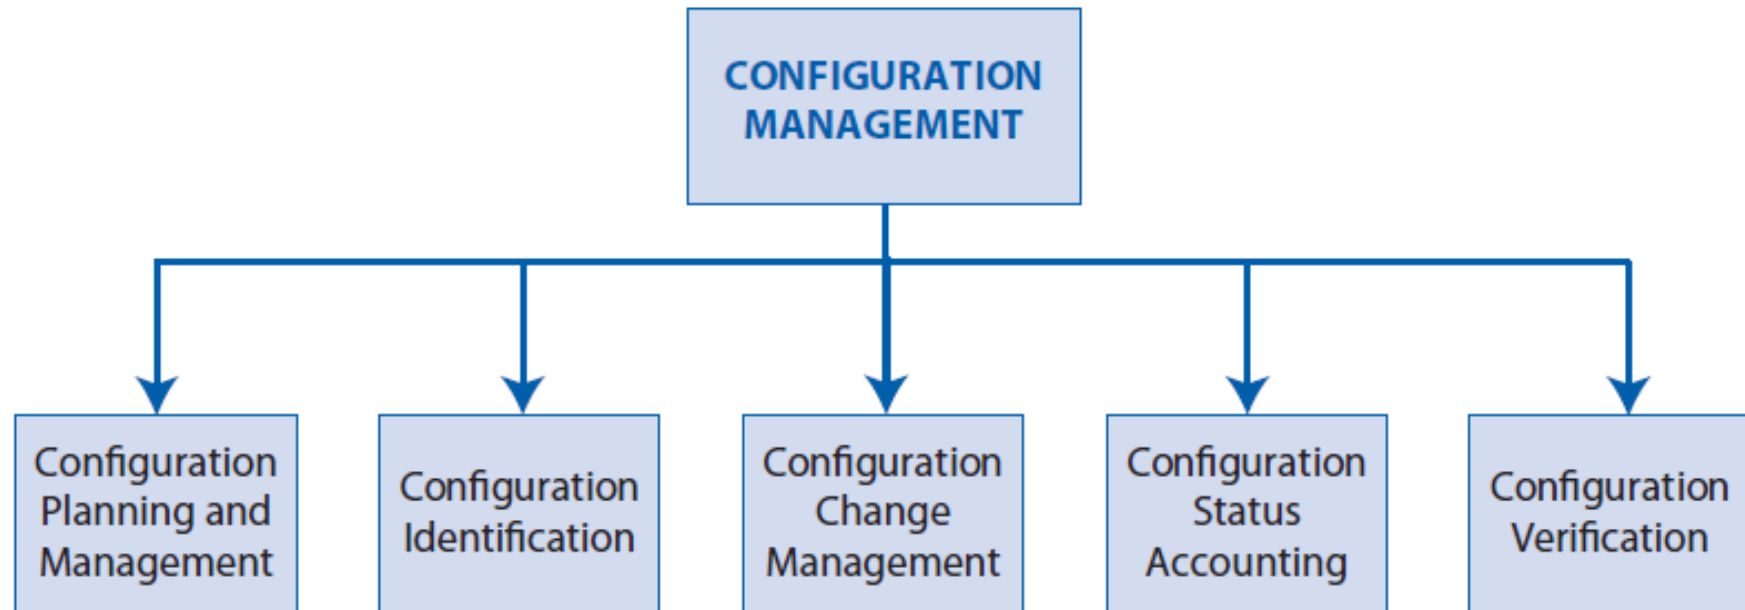 CONFIGURATION
MANAGEMENT
Configuration
Planning and
Management
Configuration
Identification
Configuration
Change
Management
Configuration
Status
Accounting
Configuration
Verification